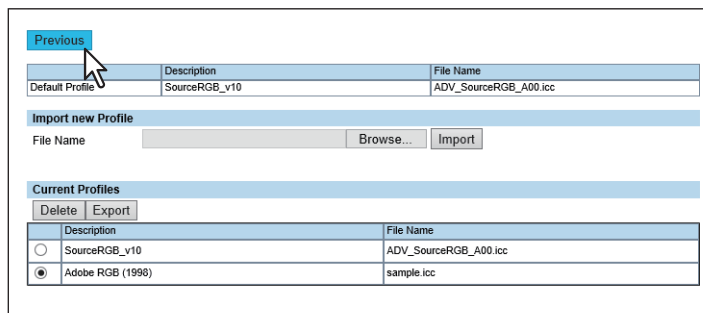 Previous
Description File Name
Default Profile SourceRGB_v10 ADV_SourceRGB_A00.icc
Import new Profile
File Name Browse... Import
Current Profiles
Delete Export
Description File Name
SourceRGB_v10 ADV_SourceRGB_A00.icc
Adobe RGB (1998) sample.icc